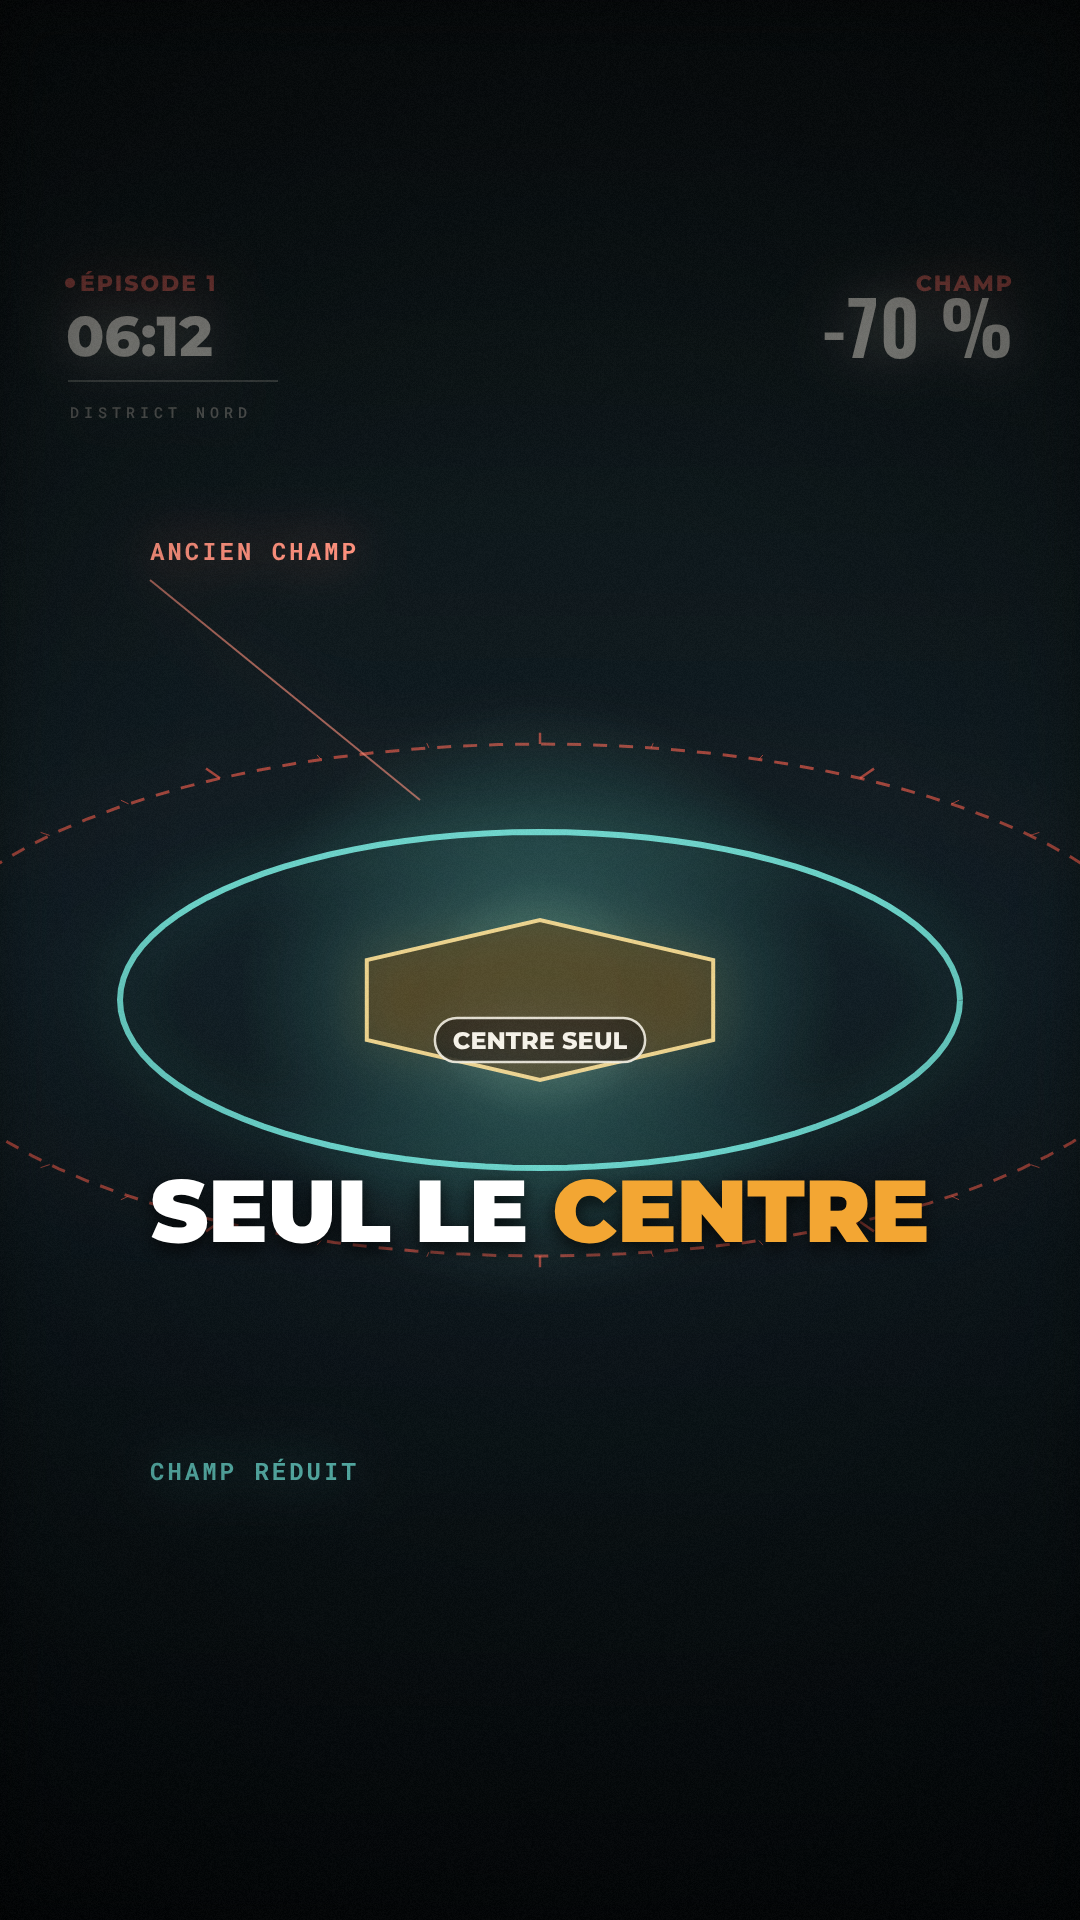 ÉPISODE 1
06:12
DISTRICT NORD
CHAMP
-70 %
ANCIEN CHAMP
CENTRE SEUL
SEUL LE CENTRE
CHAMP RÉDUIT